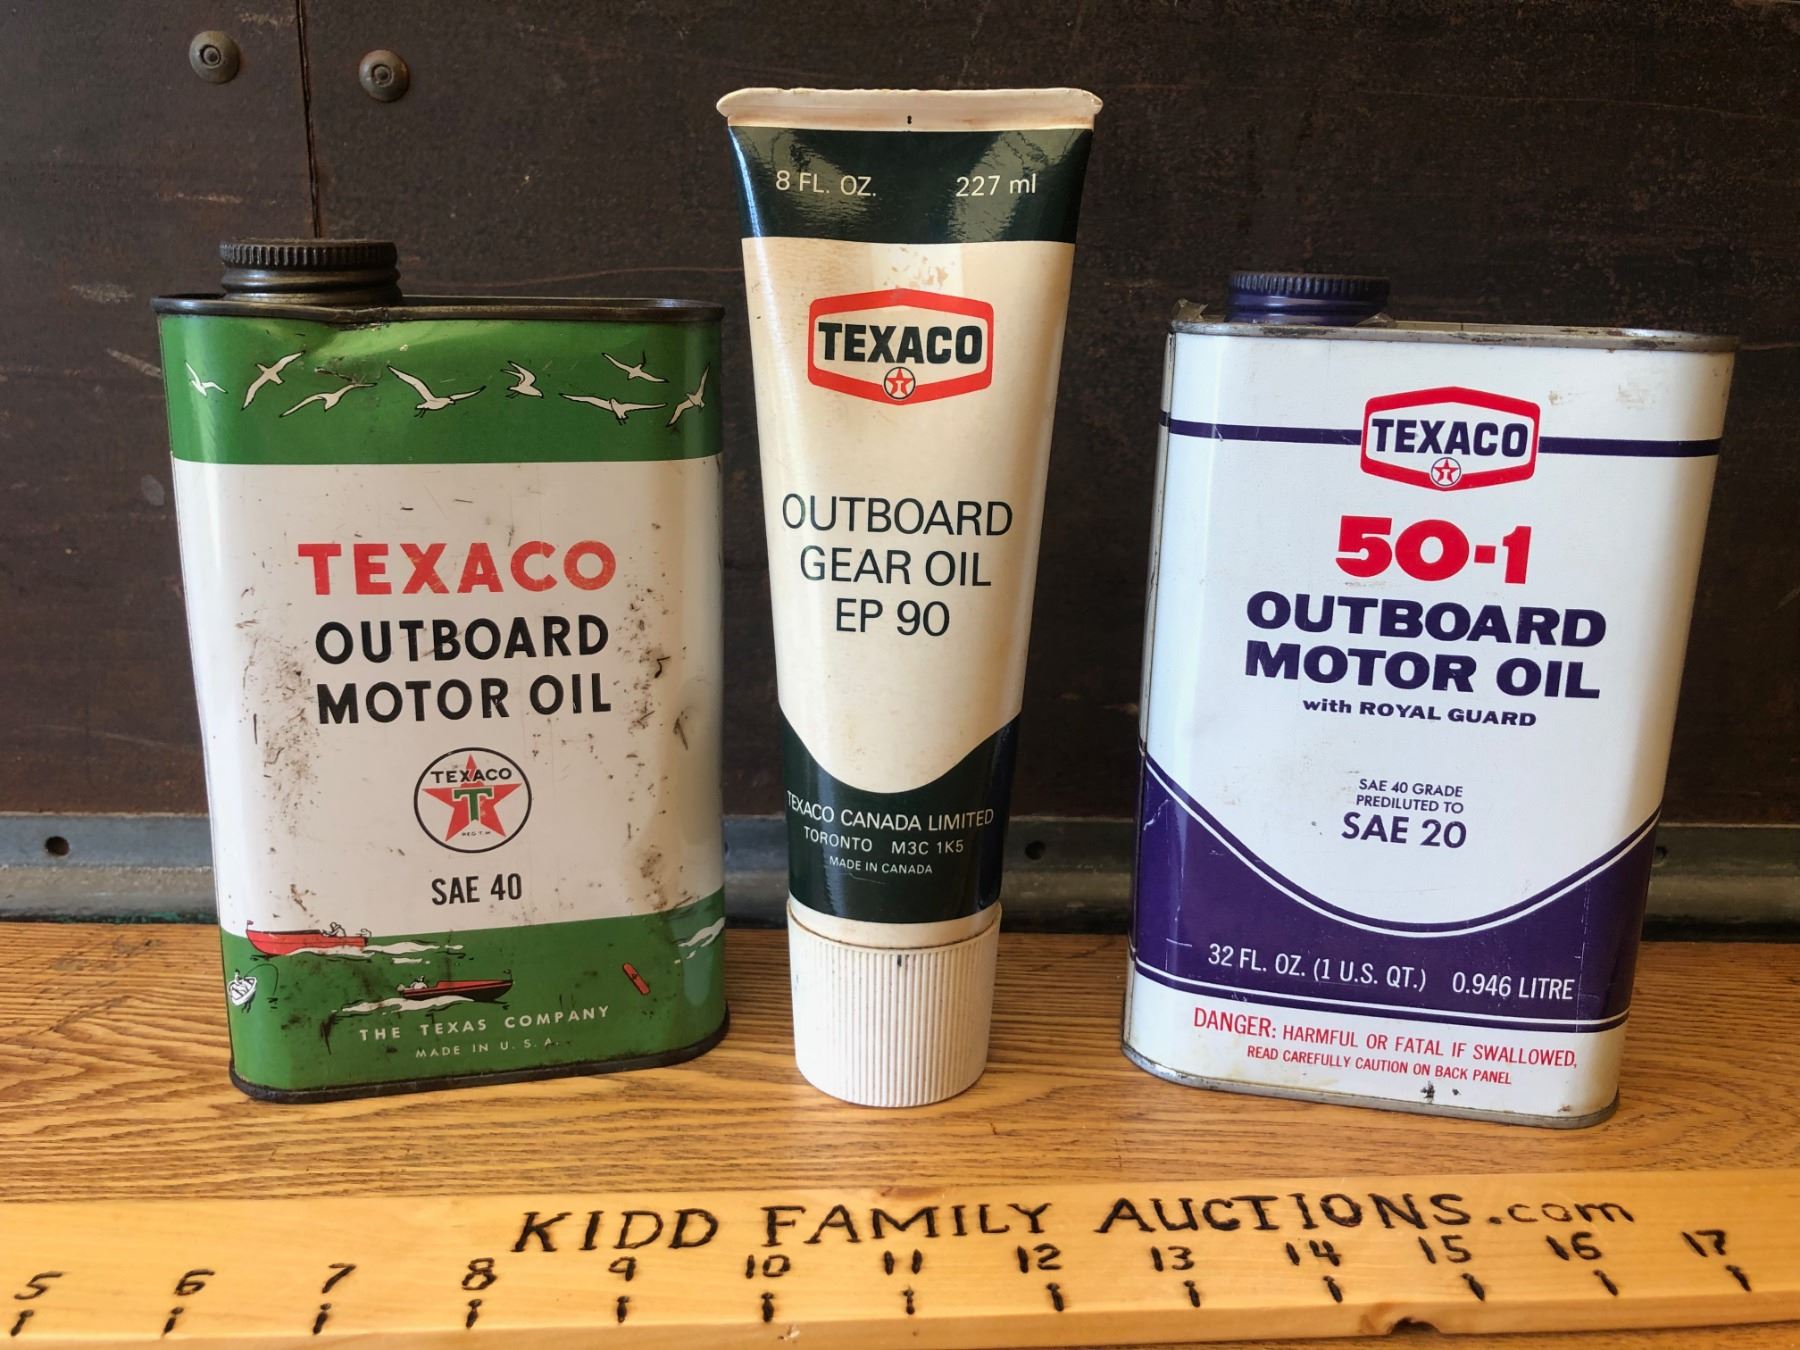 TEXACO
OUTBOARD
MOTOR OIL
TEXACO
T
REG. T.M.
SAE 40
THE TEXAS COMPANY
MADE IN U. S. A.
8 FL. OZ. 227 ml
TEXACO
T
OUTBOARD
GEAR OIL
EP 90
TEXACO CANADA LIMITED
TORONTO M3C 1K5
MADE IN CANADA
TEXACO
T
50-1
OUTBOARD
MOTOR OIL
with ROYAL GUARD
SAE 40 GRADE
PREDILUTED TO
SAE 20
32 FL. OZ. (1 U.S. QT.) 0.946 LITRE
DANGER: HARMFUL OR FATAL IF SWALLOWED,
READ CAREFULLY CAUTION ON BACK PANEL
KIDD FAMILY AUCTIONS.com
5 6 7 8 9 10 11 12 13 14 15 16 17